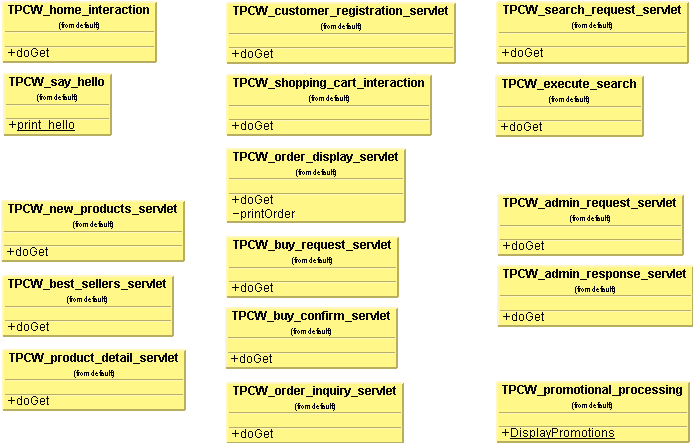 TPCW_home_interaction
(from default)
+doGet
TPCW_say_hello
(from default)
+print_hello
TPCW_new_products_servlet
(from default)
+doGet
TPCW_best_sellers_servlet
(from default)
+doGet
TPCW_product_detail_servlet
(from default)
+doGet
TPCW_customer_registration_servlet
(from default)
+doGet
TPCW_shopping_cart_interaction
(from default)
+doGet
TPCW_order_display_servlet
(from default)
+doGet
−printOrder
TPCW_buy_request_servlet
(from default)
+doGet
TPCW_buy_confirm_servlet
(from default)
+doGet
TPCW_order_inquiry_servlet
(from default)
+doGet
TPCW_search_request_servlet
(from default)
+doGet
TPCW_execute_search
(from default)
+doGet
TPCW_admin_request_servlet
(from default)
+doGet
TPCW_admin_response_servlet
(from default)
+doGet
TPCW_promotional_processing
(from default)
+DisplayPromotions